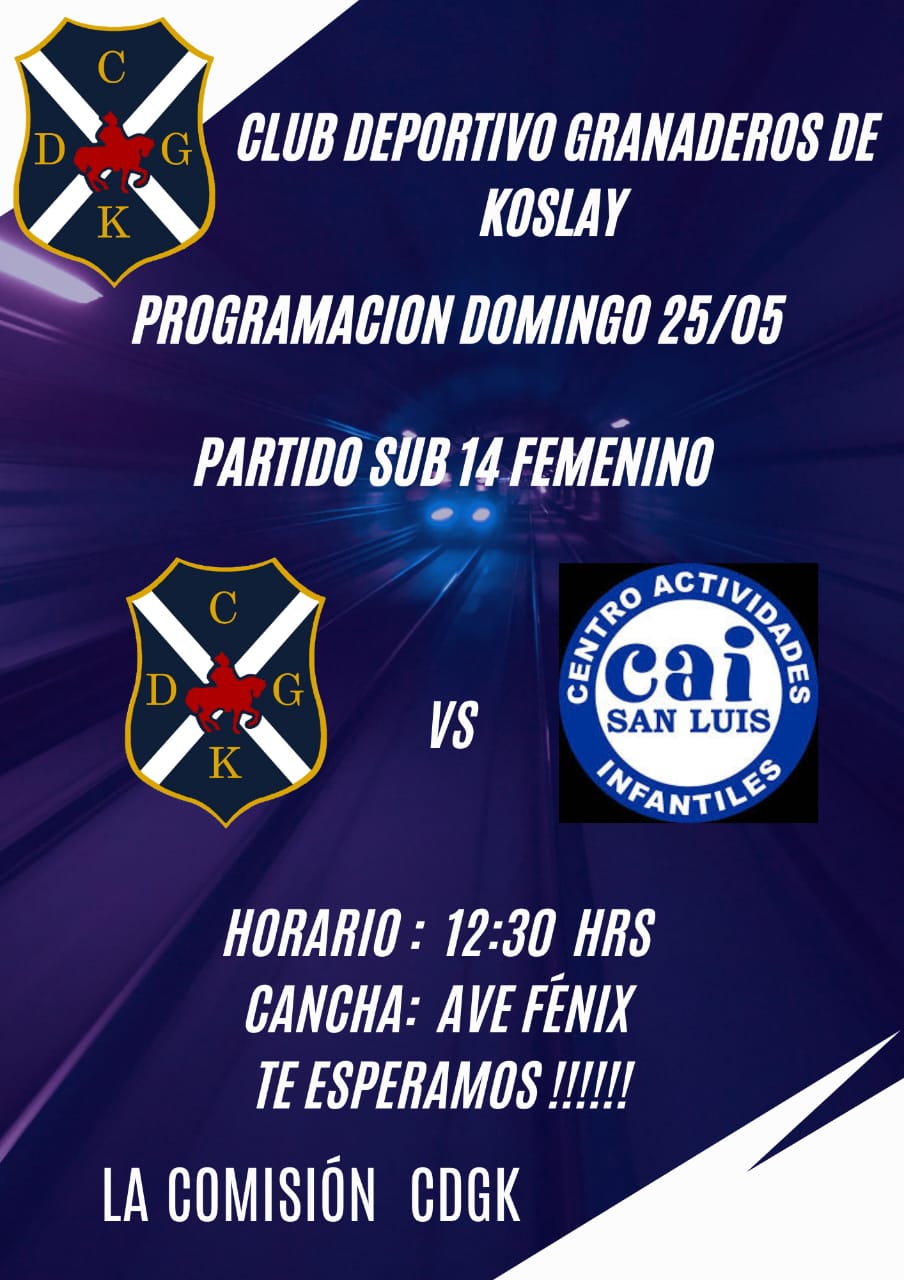 C
D G
K
CLUB DEPORTIVO GRANADEROS DE
KOSLAY
PROGRAMACION DOMINGO 25/05
PARTIDO SUB 14 FEMENINO
C
D G
K
VS
CENTRO ACTIVIDADES
cai
SAN LUIS
INFANTILES
HORARIO : 12:30 HRS
CANCHA: AVE FÉNIX
TE ESPERAMOS !!!!!!
LA COMISIÓN CDGK